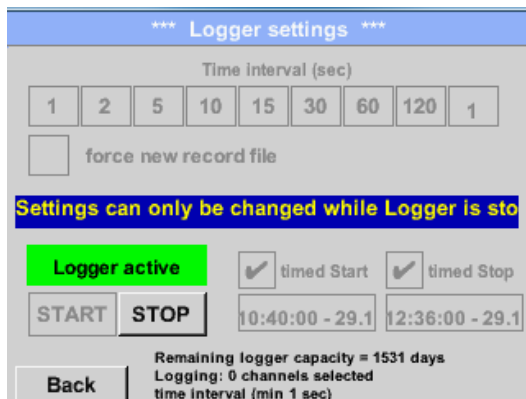 *** Logger settings ***
Time interval (sec)
1 2 5 10 15 30 60 120 1
force new record file
Settings can only be changed while Logger is sto
Logger active
timed Start timed Stop
START STOP 10:40:00 - 29.1 12:36:00 - 29.1
Remaining logger capacity = 1531 days
Back Logging: 0 channels selected
time interval (min 1 sec)